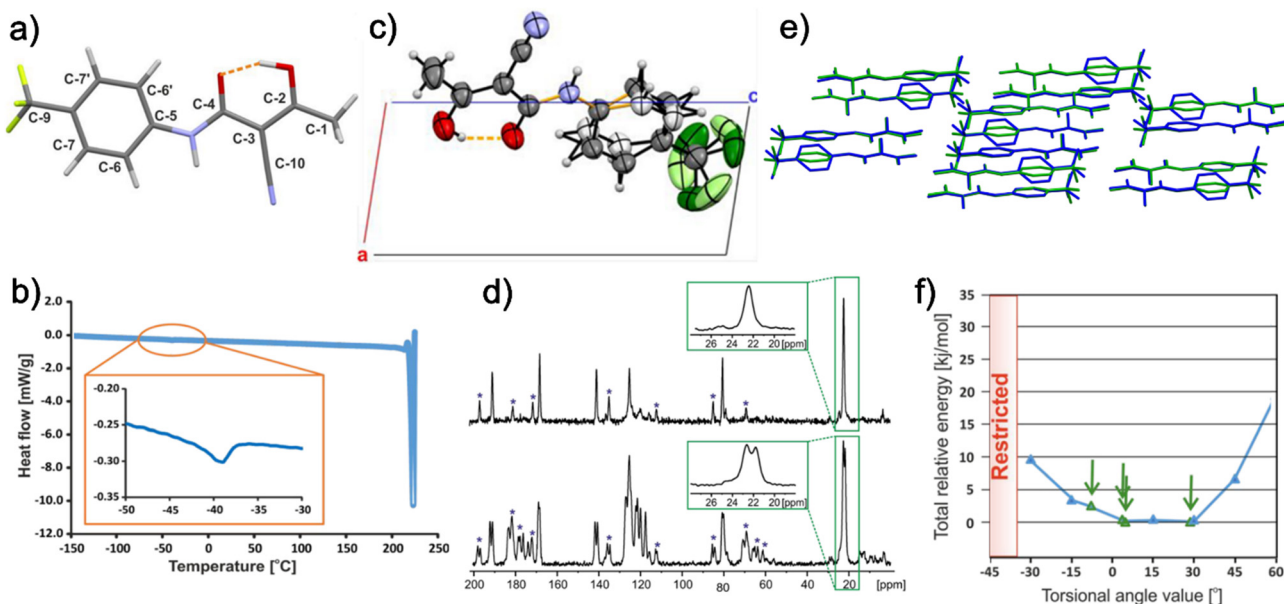 a)
C-7'
C-6'
C-9
C-7
C-6
C-5
C-4
C-3
C-2
C-1
C-10
c)
c
a
e)
b)
Heat flow [mW/g]
2.0
0.0
-2.0
-4.0
-6.0
-8.0
-10.0
-12.0
-0.20
-0.25
-0.30
-0.35
-50 -45 -40 -35 -30
-150 -100 -50 0 50 100 150 200 250
Temperature [°C]
d)
26 24 22 20 [ppm]
* * * * * * *
26 24 22 20 [ppm]
* * * * * * * * * *
200 180 160 140 120 100 80 60 40 20 [ppm]
f)
Total relative energy [kj/mol]
35
30
25
20
15
10
5
0
Restricted
-45 -30 -15 0 15 30 45 60
Torsional angle value [°]